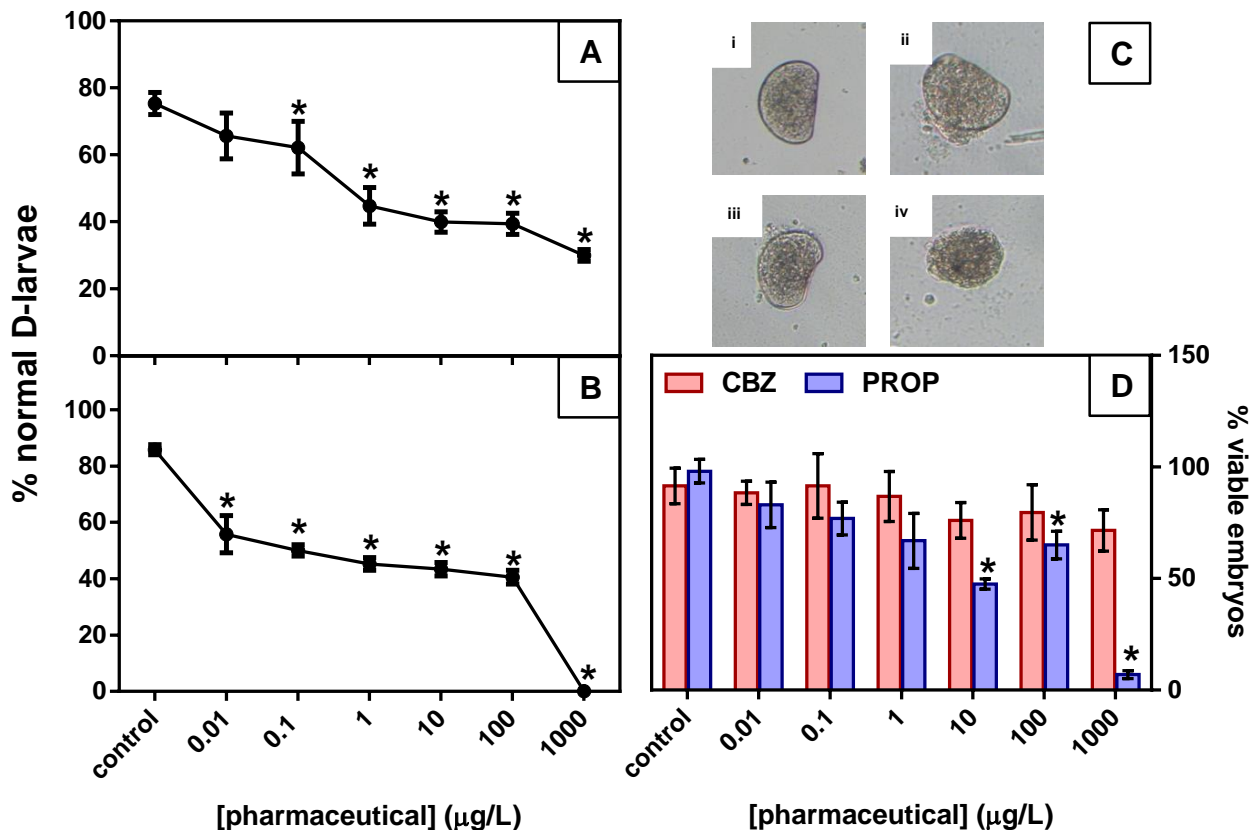 % normal D-larvae
100
80
60
40
20
0
A
*
*
*
*
*
100
80
60
40
20
0
B
*
*
*
*
*
*
control
0.01
0.1
1
10
100
1000
[pharmaceutical] (µg/L)
i
ii
C
iii
iv
CBZ
PROP
D
*
*
*
150
100
50
0
% viable embryos
control
0.01
0.1
1
10
100
1000
[pharmaceutical] (µg/L)